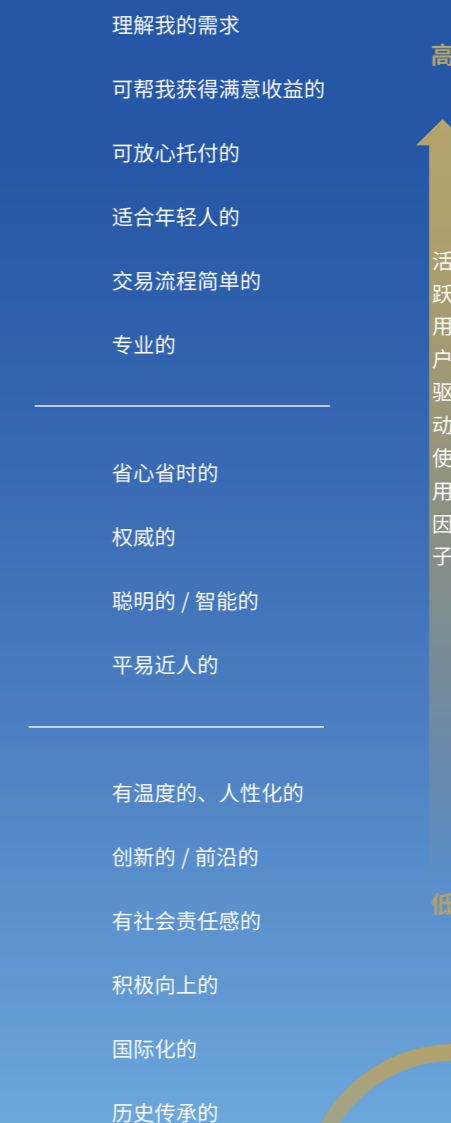 理解我的需求
可帮我获得满意收益的
可放心托付的
适合年轻人的
交易流程简单的
专业的
省心省时的
权威的
聪明的 / 智能的
平易近人的
有温度的、人性化的
创新的 / 前沿的
有社会责任感的
积极向上的
国际化的
历史传承的
高
活跃用户驱动使用因子
低